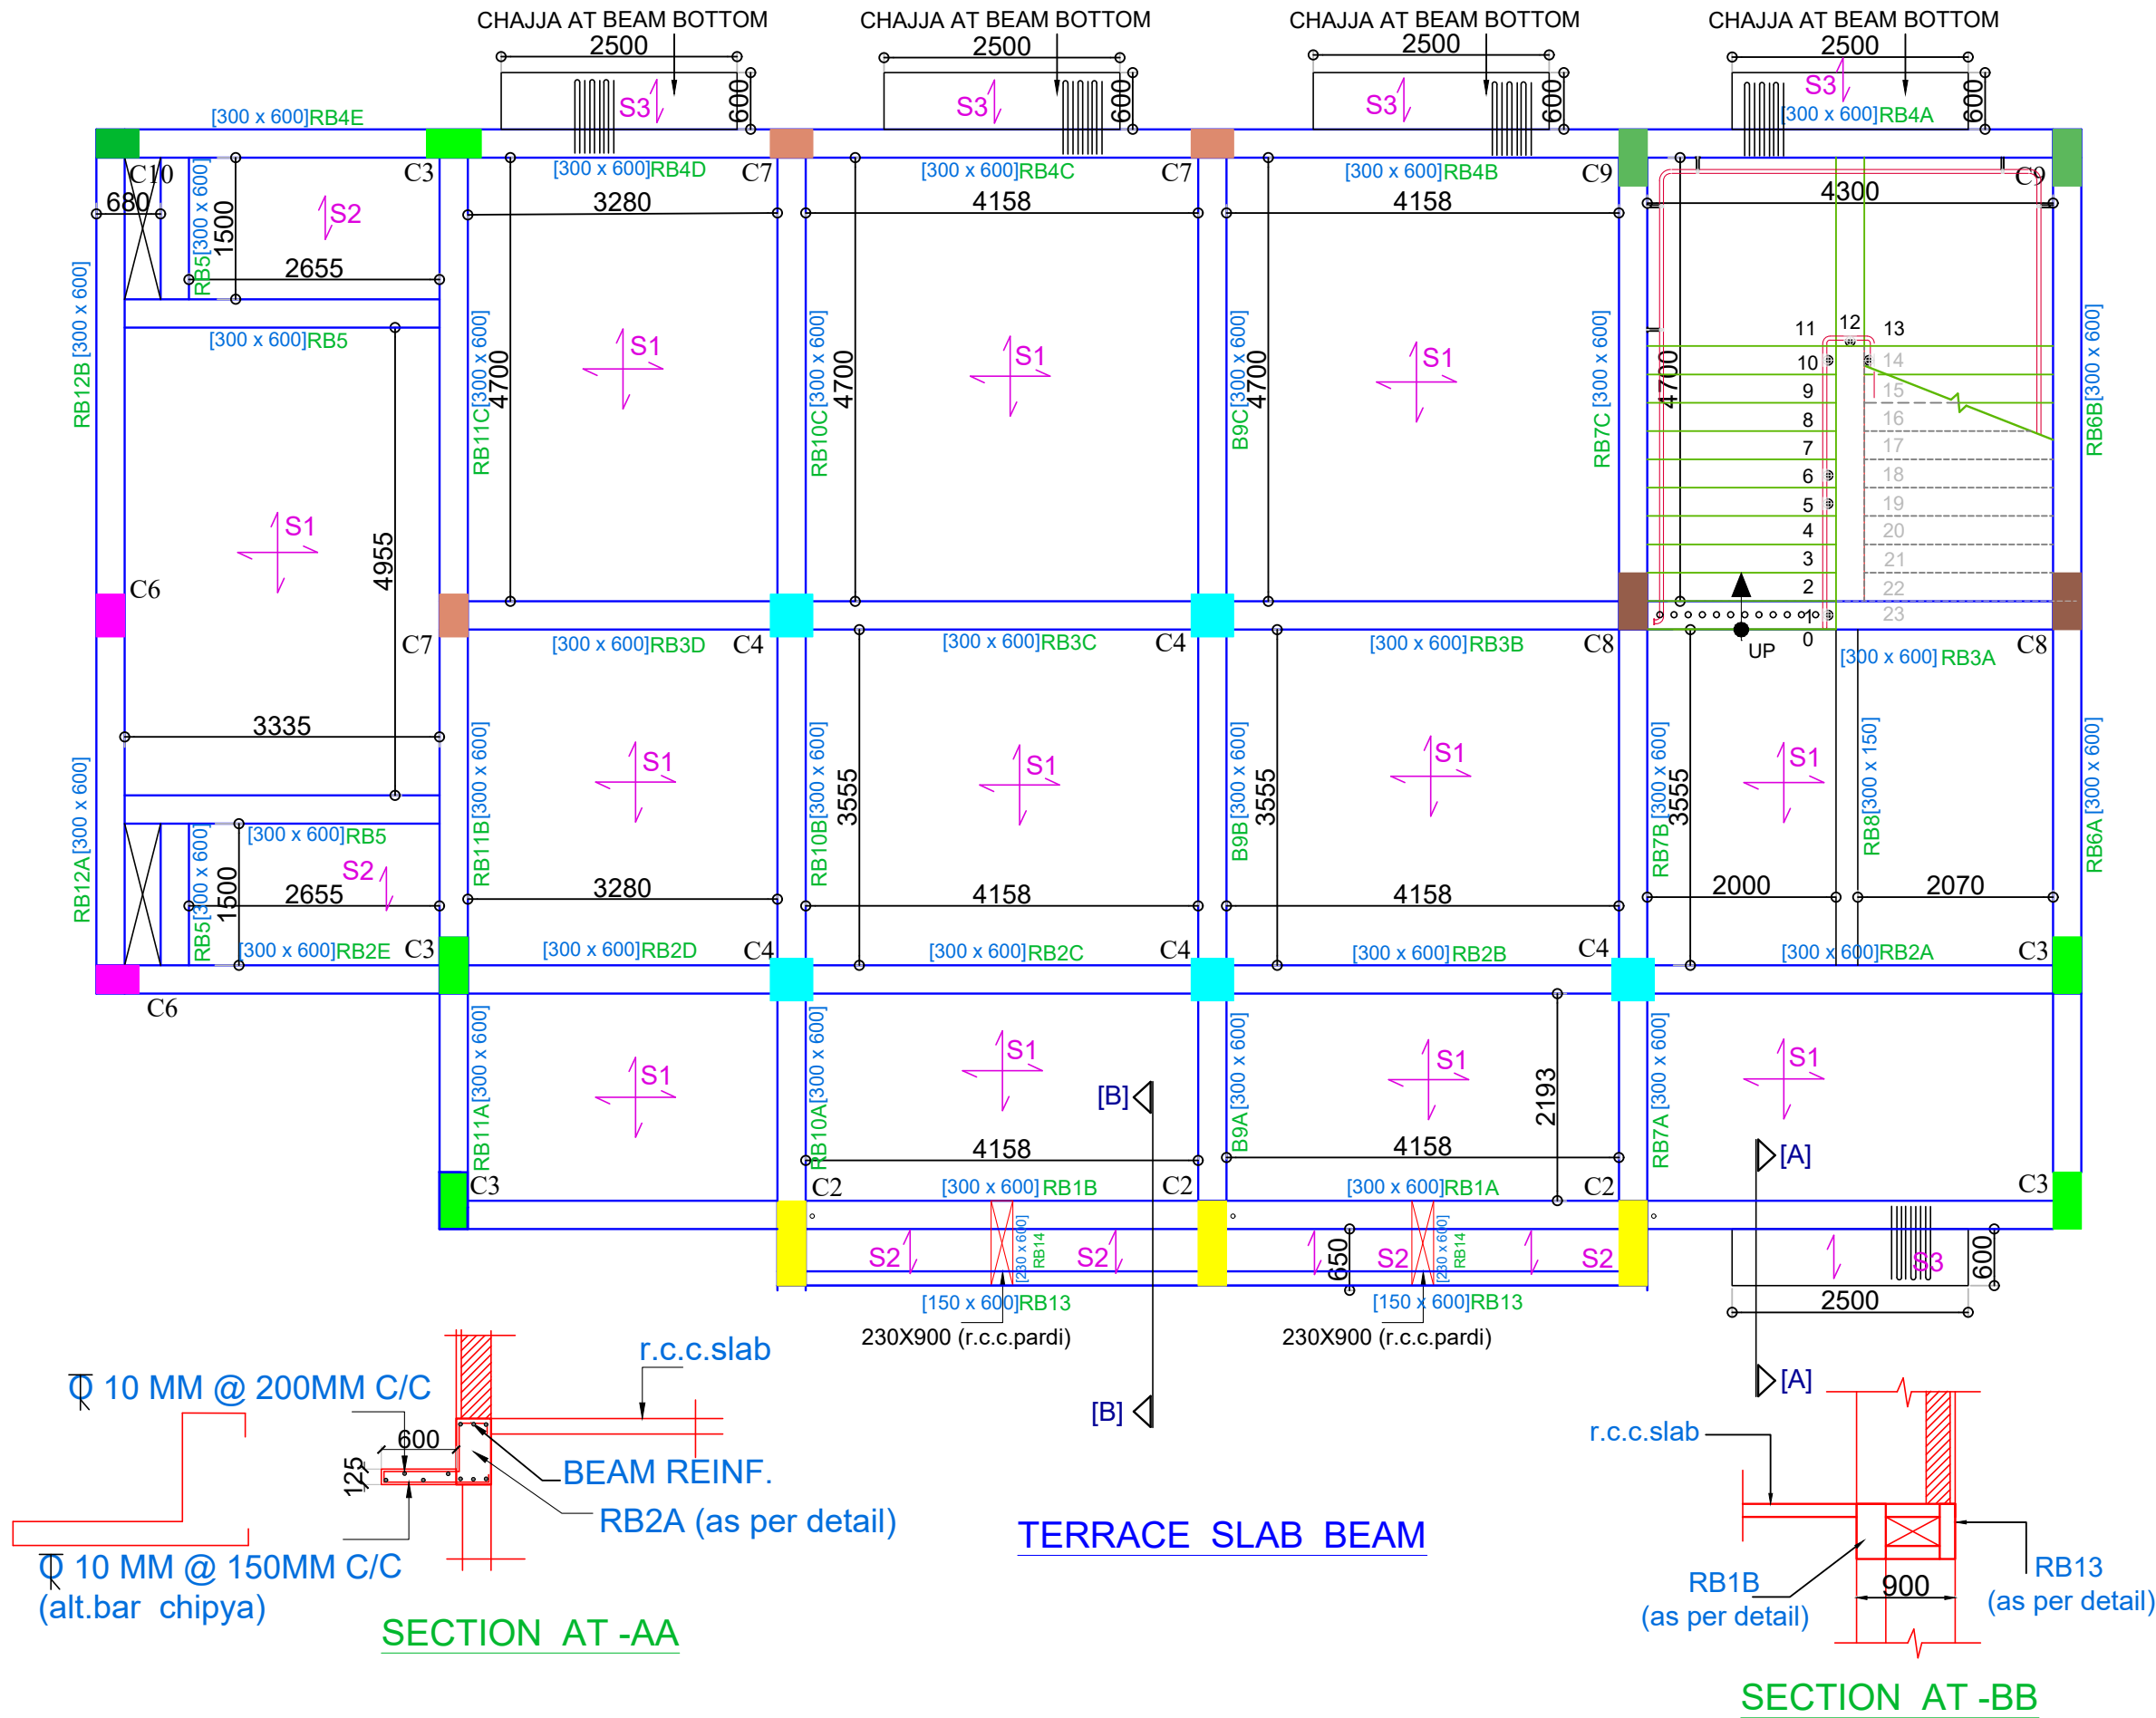 CHAJJA AT BEAM BOTTOM
CHAJJA AT BEAM BOTTOM
CHAJJA AT BEAM BOTTOM
CHAJJA AT BEAM BOTTOM
2500
2500
2500
2500
S3
600
S3
600
S3
600
S3
600
[300 x 600]RB4E
[300 x 600]RB4A
C10
C3
[300 x 600]RB4D
C7
[300 x 600]RB4C
C7
[300 x 600]RB4B
C9
C9
680
RB5[300 x 600]
1500
S2
2655
3280
4158
4158
4300
RB12B [300 x 600]
[300 x 600]RB5
RB11C[300 x 600]
4700
S1
RB10C[300 x 600]
4700
S1
B9C[300 x 600]
4700
S1
RB7C [300 x 600]
4700
RB6B[300 x 600]
11
12
13
10
14
9
15
8
16
7
17
6
18
5
19
4
20
3
21
2
22
1
23
0
UP
S1
4955
C6
C7
[300 x 600]RB3D
C4
[300 x 600]RB3C
C4
[300 x 600]RB3B
C8
[300 x 600] RB3A
C8
3335
RB12A[300 x 600]
RB11B[300 x 600]
S1
RB10B[300 x 600]
3555
S1
B9B[300 x 600]
3555
S1
RB7B[300 x 600]
3555
S1
RB8[300 x 150]
RB6A [300 x 600]
[300 x 600]RB5
S2
RB5[300 x 600]
1500
2655
3280
4158
4158
2000
2070
[300 x 600]RB2E
C3
[300 x 600]RB2D
C4
[300 x 600]RB2C
C4
[300 x 600]RB2B
C4
[300 x 600]RB2A
C3
C6
RB11A[300 x 600]
S1
RB10A[300 x 600]
S1
B9A[300 x 600]
S1
2193
RB7A [300 x 600]
S1
[B]
[A]
4158
4158
C3
C2
[300 x 600] RB1B
C2
[300 x 600]RB1A
C2
C3
S2
[230 x 600]
RB14
S2
650
S2
[230 x 600]
RB14
S2
S3
600
2500
[150 x 600]RB13
[150 x 600]RB13
230X900 (r.c.c.pardi)
230X900 (r.c.c.pardi)
[B]
[A]
10 MM @ 200MM C/C
r.c.c.slab
600
125
BEAM REINF.
RB2A (as per detail)
10 MM @ 150MM C/C
(alt.bar chipya)
SECTION AT -AA
TERRACE SLAB BEAM
r.c.c.slab
RB1B
(as per detail)
900
RB13
(as per detail)
SECTION AT -BB